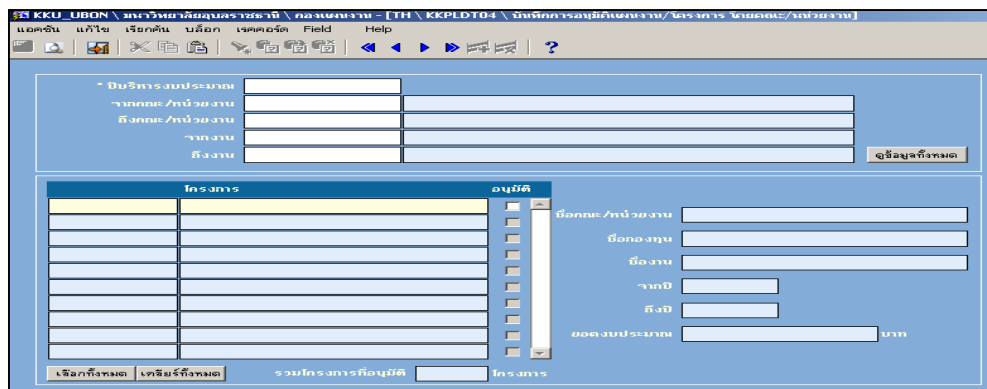 KKU_UBON \ มหาวิทยาลัยอุบลราชธานี \ กองแผนงาน - [TH \ KKPLDT04 \ บันทึกการอนุมัติแผนงาน/โครงการ โดยคณะ/หน่วยงาน]
แอคชัน แก้ไข เรียกค้น บล็อก เรคคอร์ด Field Help
* ปีบริหารงบประมาณ
จากคณะ/หน่วยงาน
ถึงคณะ/หน่วยงาน
จากงาน
ถึงงาน
ดูข้อมูลทั้งหมด
โครงการ อนุมัติ
ชื่อคณะ/หน่วยงาน
ชื่อกองทุน
ชื่องาน
จากปี
ถึงปี
ยอดงบประมาณ บาท
เลือกทั้งหมด เคลียร์ทั้งหมด รวมโครงการที่อนุมัติ โครงการ